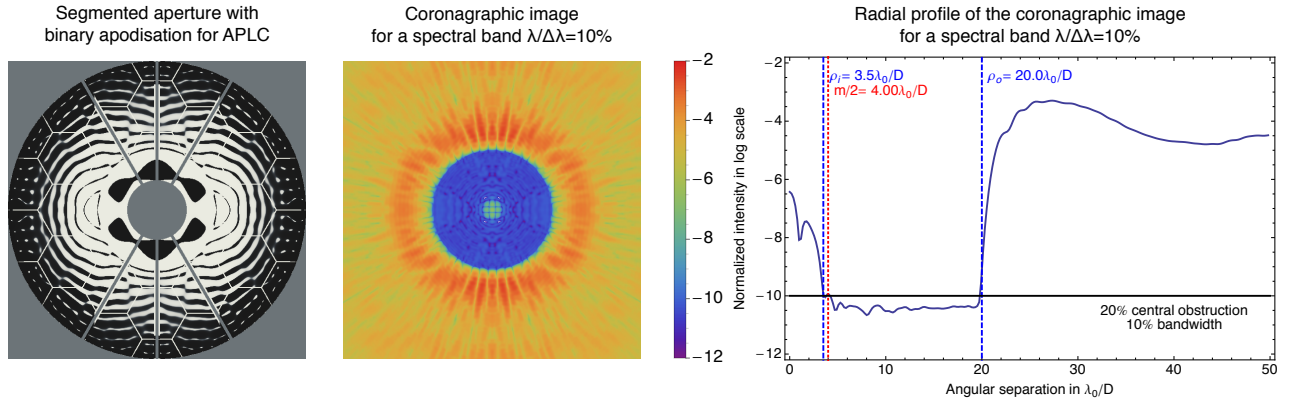 Segmented aperture with
binary apodisation for APLC
Coronagraphic image
for a spectral band λ/Δλ=10%
-2
-4
-6
-8
-10
-12
Radial profile of the coronagraphic image
for a spectral band λ/Δλ=10%
Normalized intensity in log scale
-2
-4
-6
-8
-10
-12
ρi= 3.5λ0/D
m/2= 4.00λ0/D
ρo= 20.0λ0/D
20% central obstruction
10% bandwidth
0 10 20 30 40 50
Angular separation in λ0/D